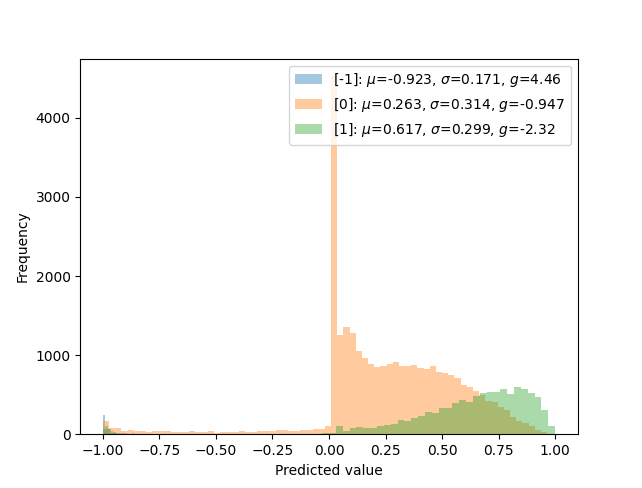 [-1]: μ=-0.923, σ=0.171, g=4.46
[0]: μ=0.263, σ=0.314, g=-0.947
[1]: μ=0.617, σ=0.299, g=-2.32
4000
3000
2000
1000
0
Frequency
−1.00 −0.75 −0.50 −0.25 0.00 0.25 0.50 0.75 1.00
Predicted value